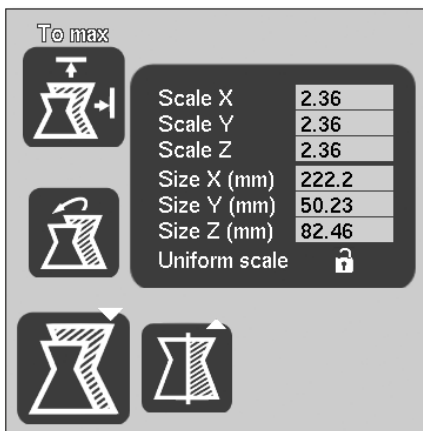 To max
Scale X 2.36
Scale Y 2.36
Scale Z 2.36
Size X (mm) 222.2
Size Y (mm) 50.23
Size Z (mm) 82.46
Uniform scale